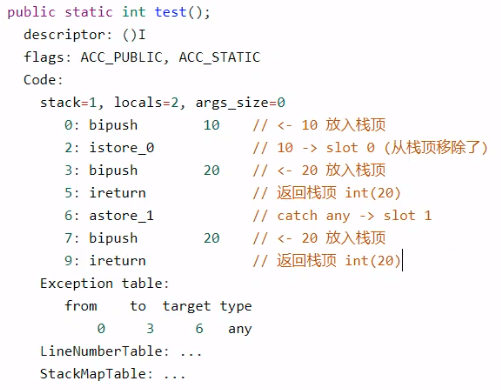 public static int test();
descriptor: ()I
flags: ACC_PUBLIC, ACC_STATIC
Code:
stack=1, locals=2, args_size=0
0: bipush 10 // <- 10 放入栈顶
2: istore_0 // 10 -> slot 0 (从栈顶移除了)
3: bipush 20 // <- 20 放入栈顶
5: ireturn // 返回栈顶 int(20)
6: astore_1 // catch any -> slot 1
7: bipush 20 // <- 20 放入栈顶
9: ireturn // 返回栈顶 int(20)
Exception table:
from to target type
0 3 6 any
LineNumberTable: ...
StackMapTable: ...